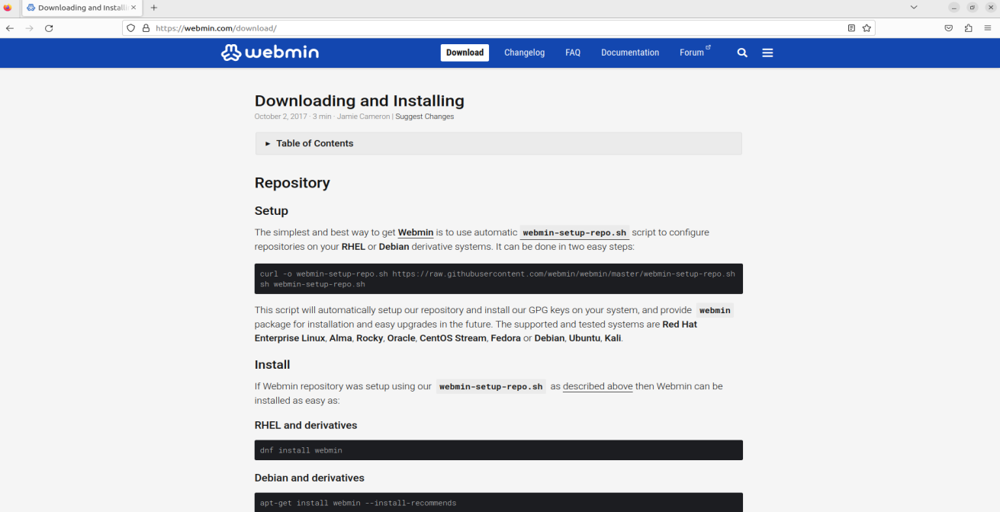 Downloading and Installi
https://webmin.com/download/
webmin
Download
Changelog
FAQ
Documentation
Forum
Downloading and Installing
October 2, 2017 · 3 min · Jamie Cameron | Suggest Changes
Table of Contents
Repository
Setup
The simplest and best way to get Webmin is to use automatic webmin-setup-repo.sh script to configure
repositories on your RHEL or Debian derivative systems. It can be done in two easy steps:
curl -o webmin-setup-repo.sh https://raw.githubusercontent.com/webmin/webmin/master/webmin-setup-repo.sh
sh webmin-setup-repo.sh
This script will automatically setup our repository and install our GPG keys on your system, and provide webmin
package for installation and easy upgrades in the future. The supported and tested systems are Red Hat
Enterprise Linux, Alma, Rocky, Oracle, CentOS Stream, Fedora or Debian, Ubuntu, Kali.
Install
If Webmin repository was setup using our webmin-setup-repo.sh as described above then Webmin can be
installed as easy as:
RHEL and derivatives
dnf install webmin
Debian and derivatives
apt-get install webmin --install-recommends